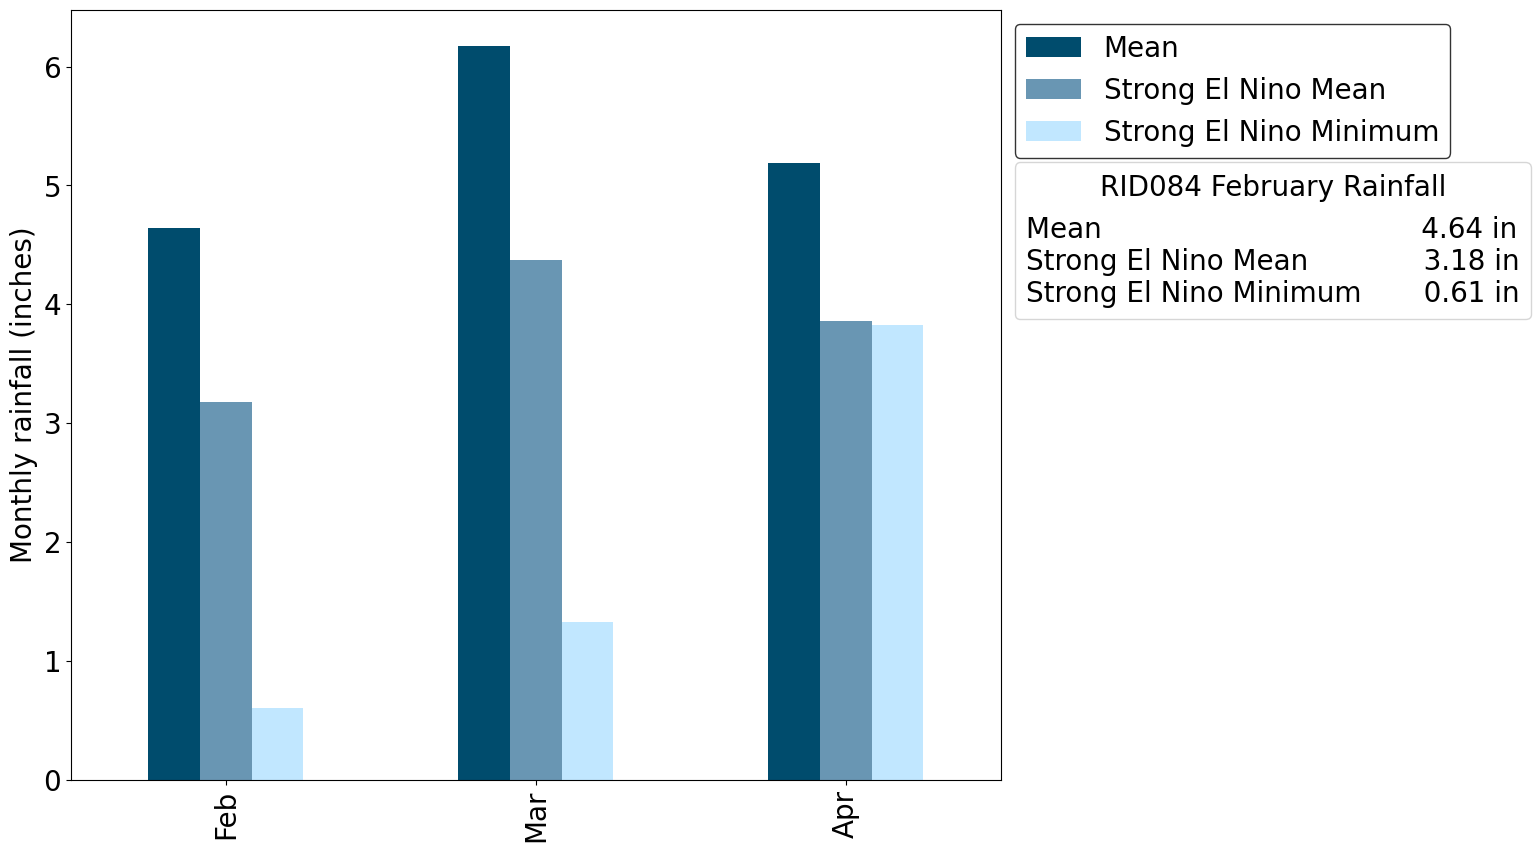 Monthly rainfall (inches)
6
5
4
3
2
1
0
Feb
Mar
Apr
Mean
Strong El Nino Mean
Strong El Nino Minimum
RID084 February Rainfall
Mean 4.64 in
Strong El Nino Mean 3.18 in
Strong El Nino Minimum 0.61 in